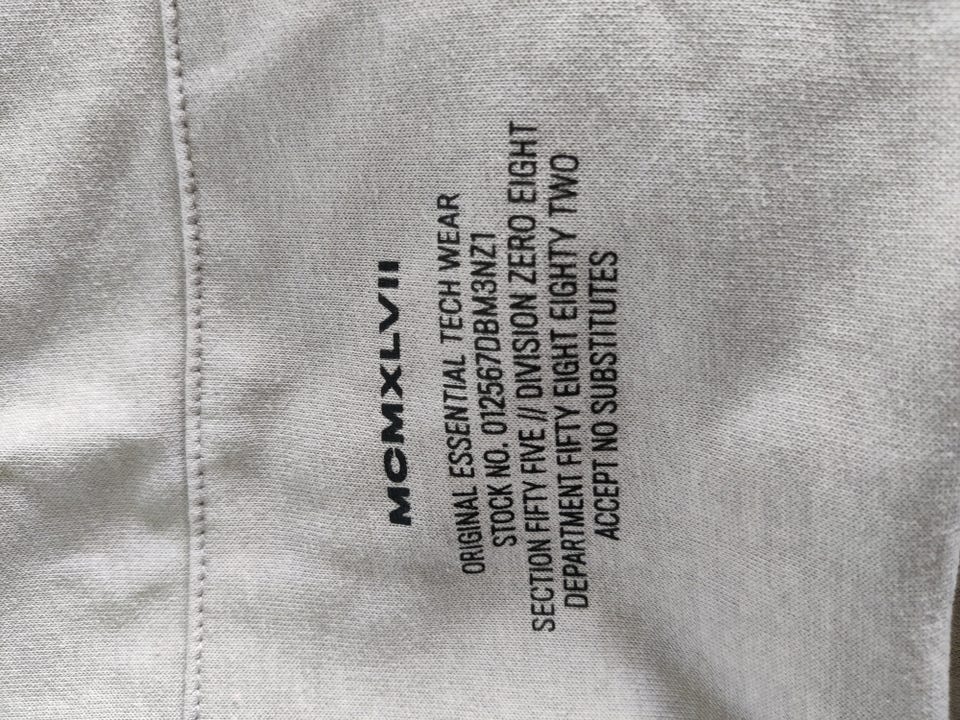 MCMXLVII
ORIGINAL ESSENTIAL TECH WEAR
STOCK NO. 012567DBM3NZ1
SECTION FIFTY FIVE // DIVISION ZERO EIGHT
DEPARTMENT FIFTY EIGHT EIGHTY TWO
ACCEPT NO SUBSTITUTES